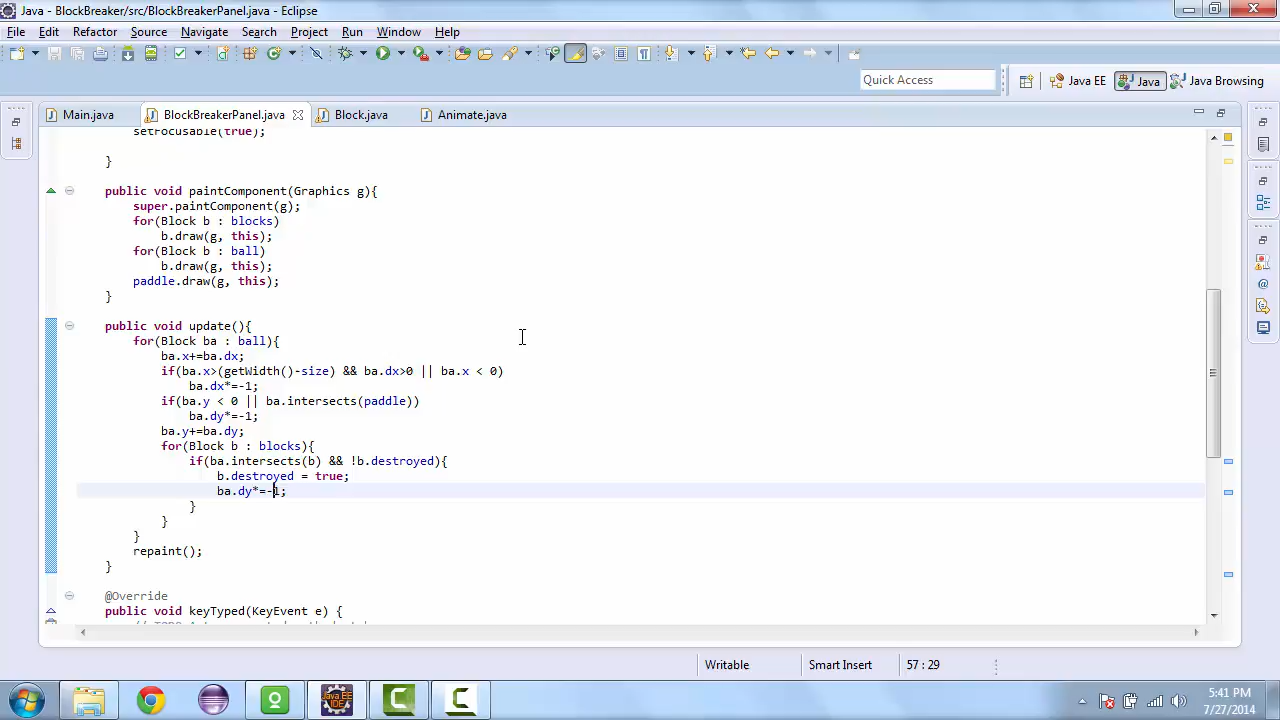 Java - BlockBreaker/src/BlockBreakerPanel.java - Eclipse
File Edit Refactor Source Navigate Search Project Run Window Help
Quick Access
Java EE
Java
Java Browsing
Main.java
BlockBreakerPanel.java
Block.java
Animate.java
setFocusable(true);
}
public void paintComponent(Graphics g){
super.paintComponent(g);
for(Block b : blocks)
b.draw(g, this);
for(Block b : ball)
b.draw(g, this);
paddle.draw(g, this);
}
public void update(){
for(Block ba : ball){
ba.x+=ba.dx;
if(ba.x>(getWidth()-size) && ba.dx>0 || ba.x < 0)
ba.dx*=-1;
if(ba.y < 0 || ba.intersects(paddle))
ba.dy*=-1;
ba.y+=ba.dy;
for(Block b : blocks){
if(ba.intersects(b) && !b.destroyed){
b.destroyed = true;
ba.dy*=-1;
}
}
}
repaint();
}
@Override
public void keyTyped(KeyEvent e) {
Writable
Smart Insert
57 : 29
Java EE
IDE
5:41 PM
7/27/2014